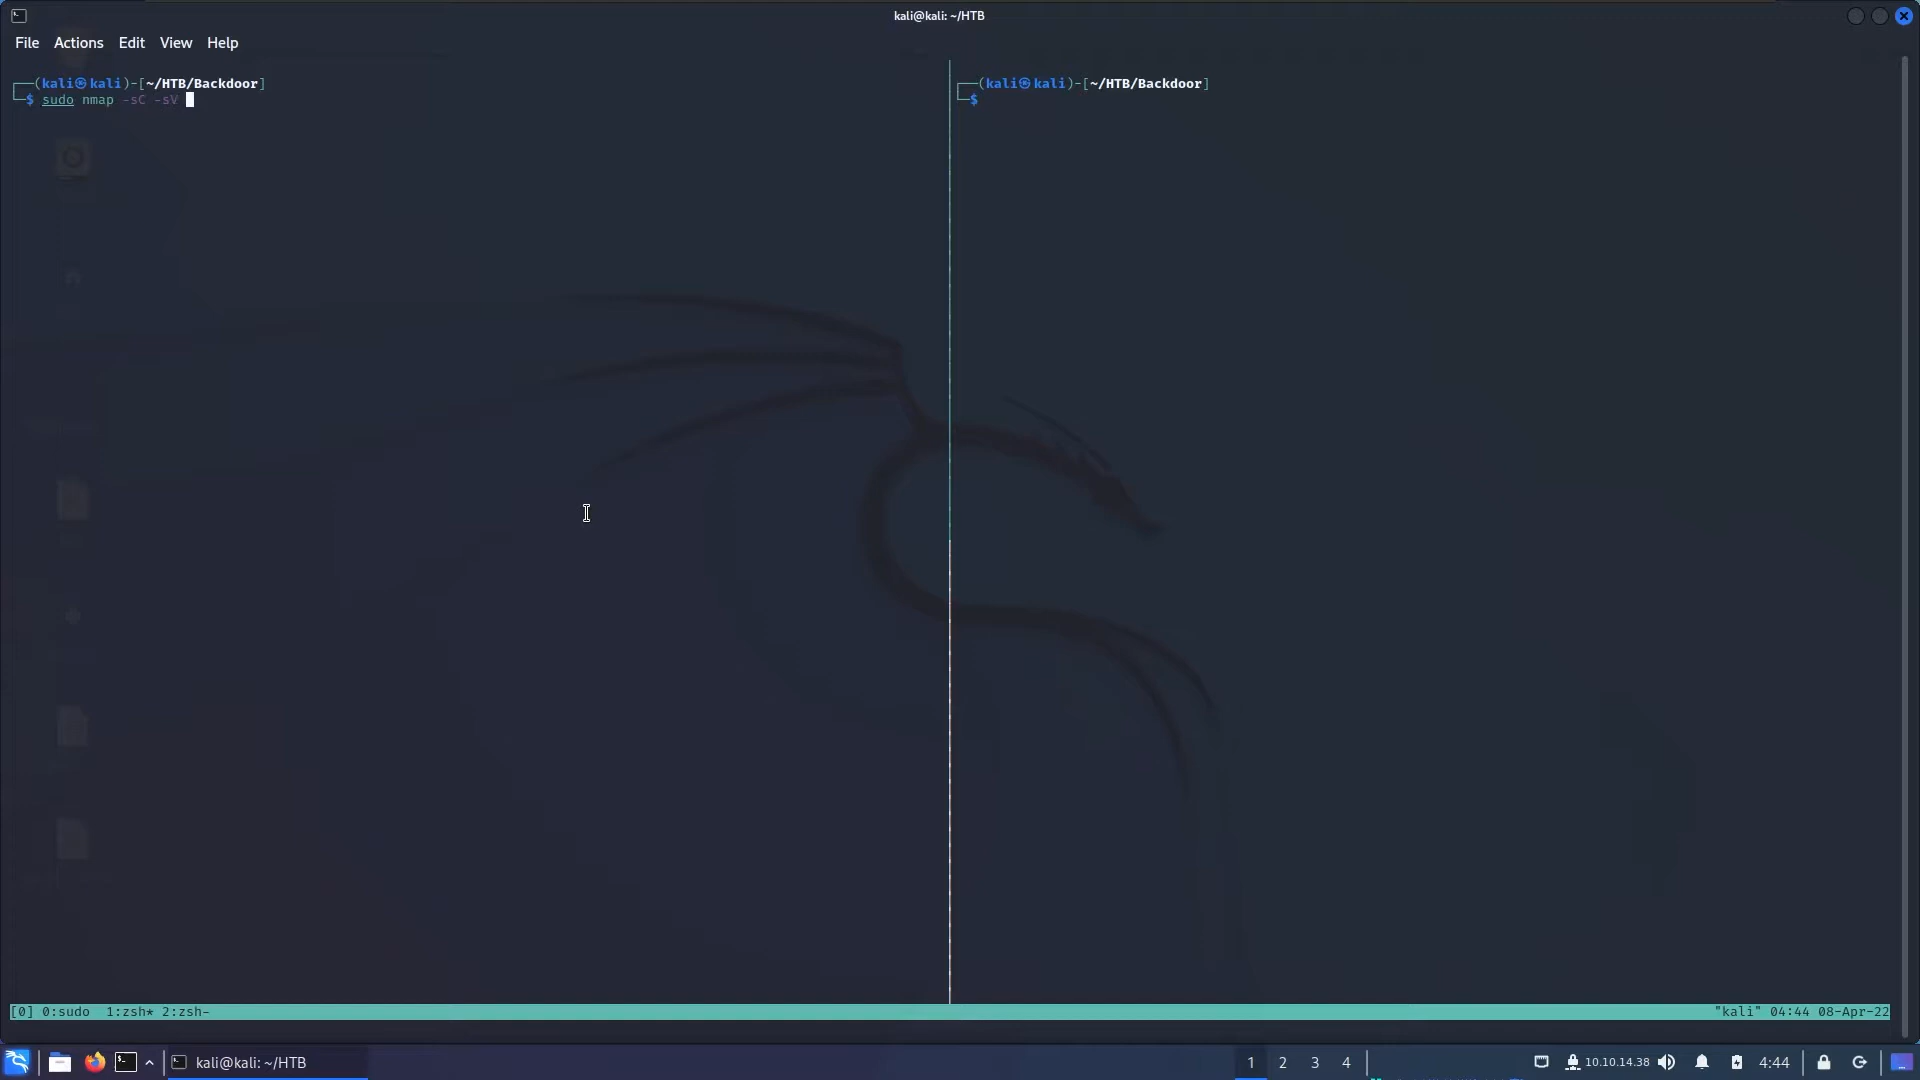 kali@kali: ~/HTB
File Actions Edit View Help
┌──(kali㉿kali)-[~/HTB/Backdoor]
└─$ sudo nmap -sC -sV
┌──(kali㉿kali)-[~/HTB/Backdoor]
└─$
[0] 0:sudo  1:zsh* 2:zsh-
"kali" 04:44 08-Apr-22
kali@kali: ~/HTB
1 2 3 4
10.10.14.38
4:44